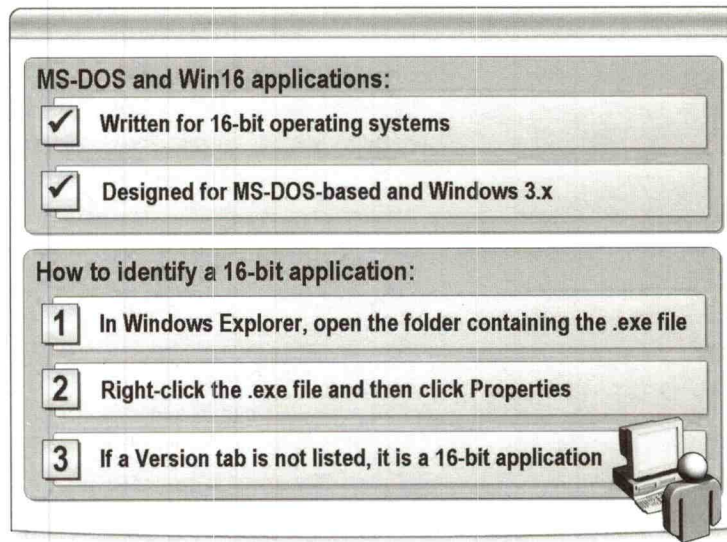 MS-DOS and Win16 applications:
Written for 16-bit operating systems
Designed for MS-DOS-based and Windows 3.x
How to identify a 16-bit application:
1 In Windows Explorer, open the folder containing the .exe file
2 Right-click the .exe file and then click Properties
3 If a Version tab is not listed, it is a 16-bit application